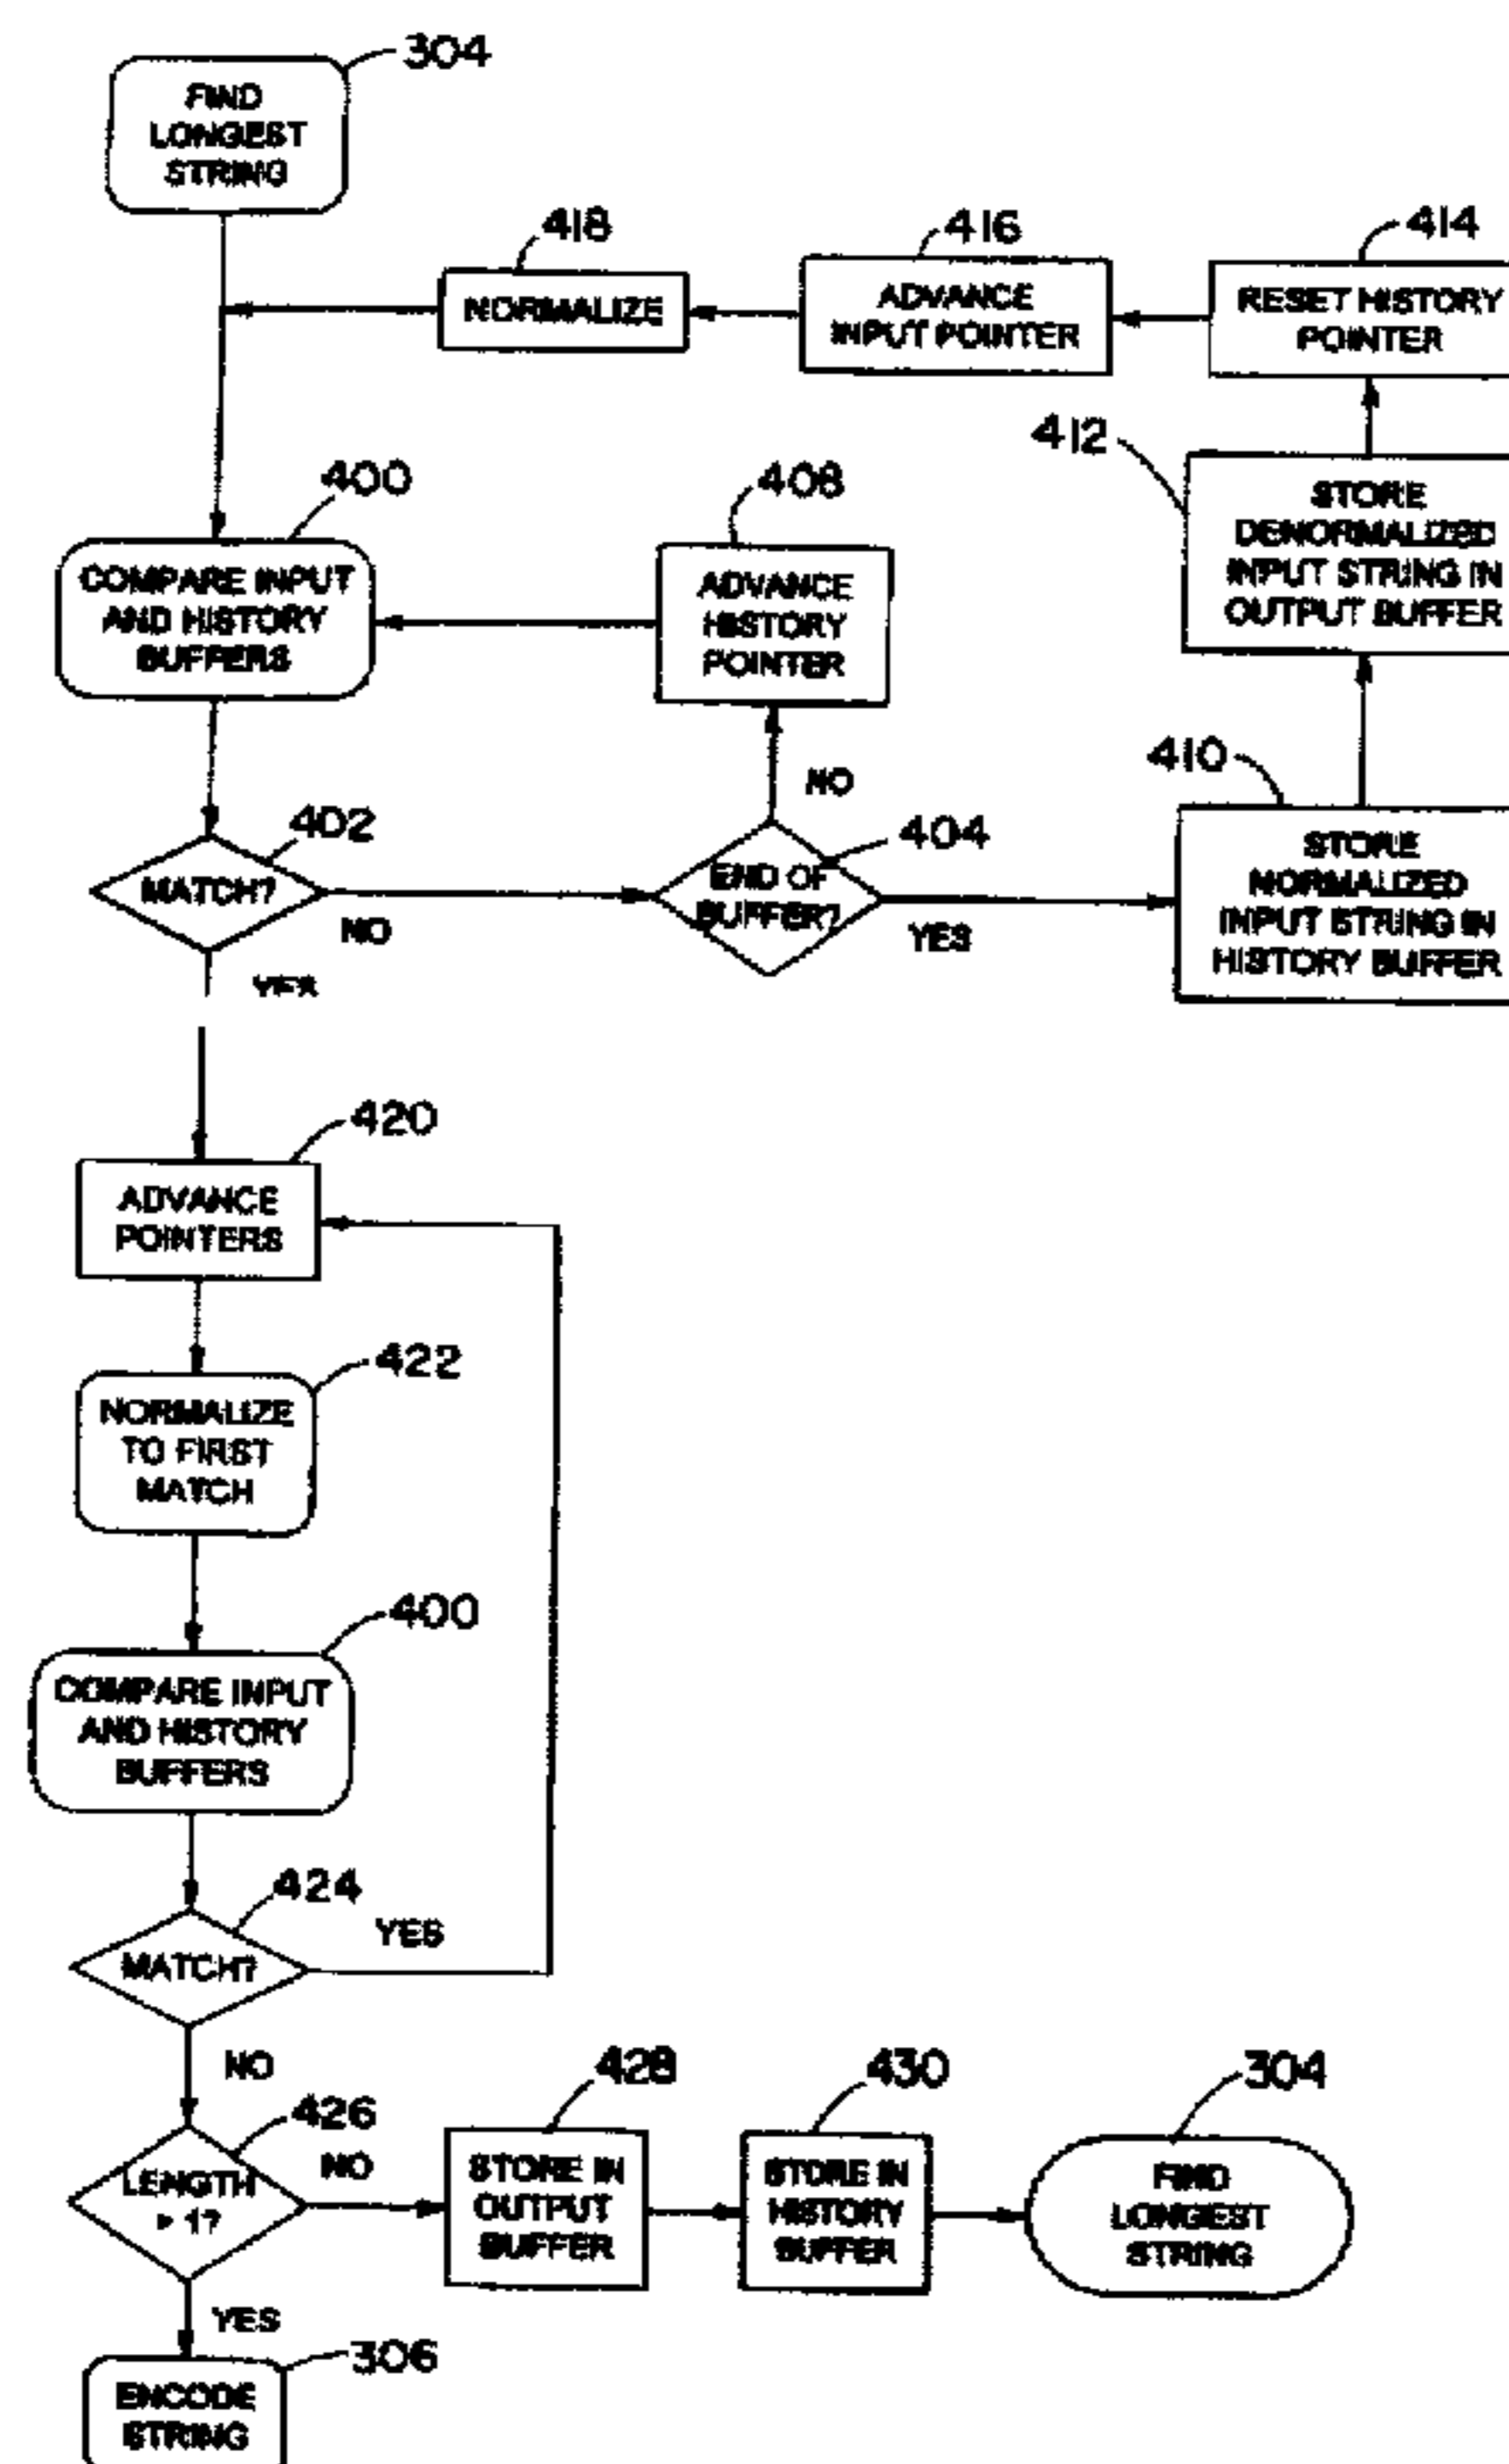 304
FIND
LONGEST
STRING
418
NORMALIZE
416
ADVANCE
INPUT POINTER
414
RESET HISTORY
POINTER
412
STORE
DENORMALIZED
INPUT STRING IN
OUTPUT BUFFER
400
COMPARE INPUT
AND HISTORY
BUFFERS
408
ADVANCE
HISTORY
POINTER
NO
410
STORE
NORMALIZED
INPUT STRING IN
HISTORY BUFFER
402
MATCH?
NO
YES
404
END OF
BUFFER?
YES
420
ADVANCE
POINTERS
422
NORMALIZE
TO FIRST
MATCH
400
COMPARE INPUT
AND HISTORY
BUFFERS
424
MATCH?
YES
NO
426
LENGTH
> 1?
NO
428
STORE IN
OUTPUT
BUFFER
430
STORE IN
HISTORY
BUFFER
304
FIND
LONGEST
STRING
YES
306
ENCODE
STRING